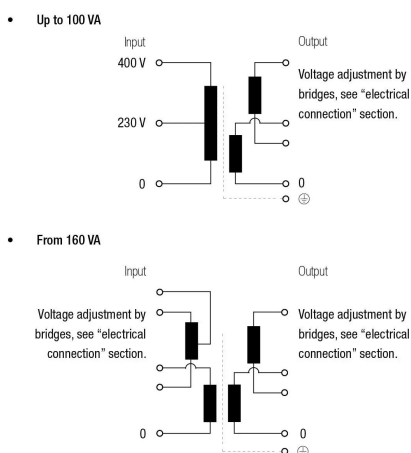 • Up to 100 VA
Input
Output
400 V
230 V
0
Voltage adjustment by
bridges, see “electrical
connection” section.
0
• From 160 VA
Input
Output
Voltage adjustment by
bridges, see “electrical
connection” section.
0
Voltage adjustment by
bridges, see “electrical
connection” section.
0